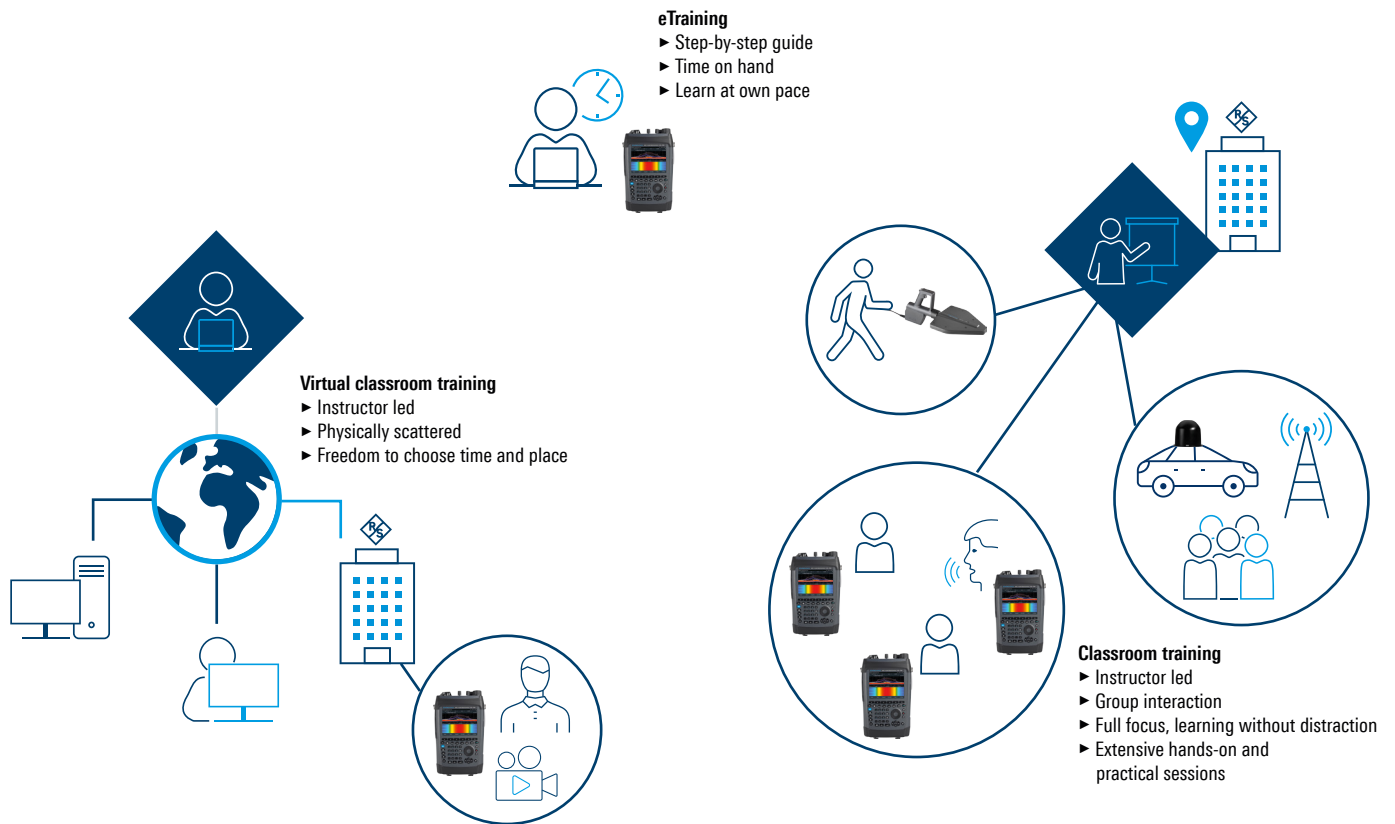 eTraining
► Step-by-step guide
► Time on hand
► Learn at own pace
R/S
Virtual classroom training
► Instructor led
► Physically scattered
► Freedom to choose time and place
R/S
Classroom training
► Instructor led
► Group interaction
► Full focus, learning without distraction
► Extensive hands-on and
practical sessions